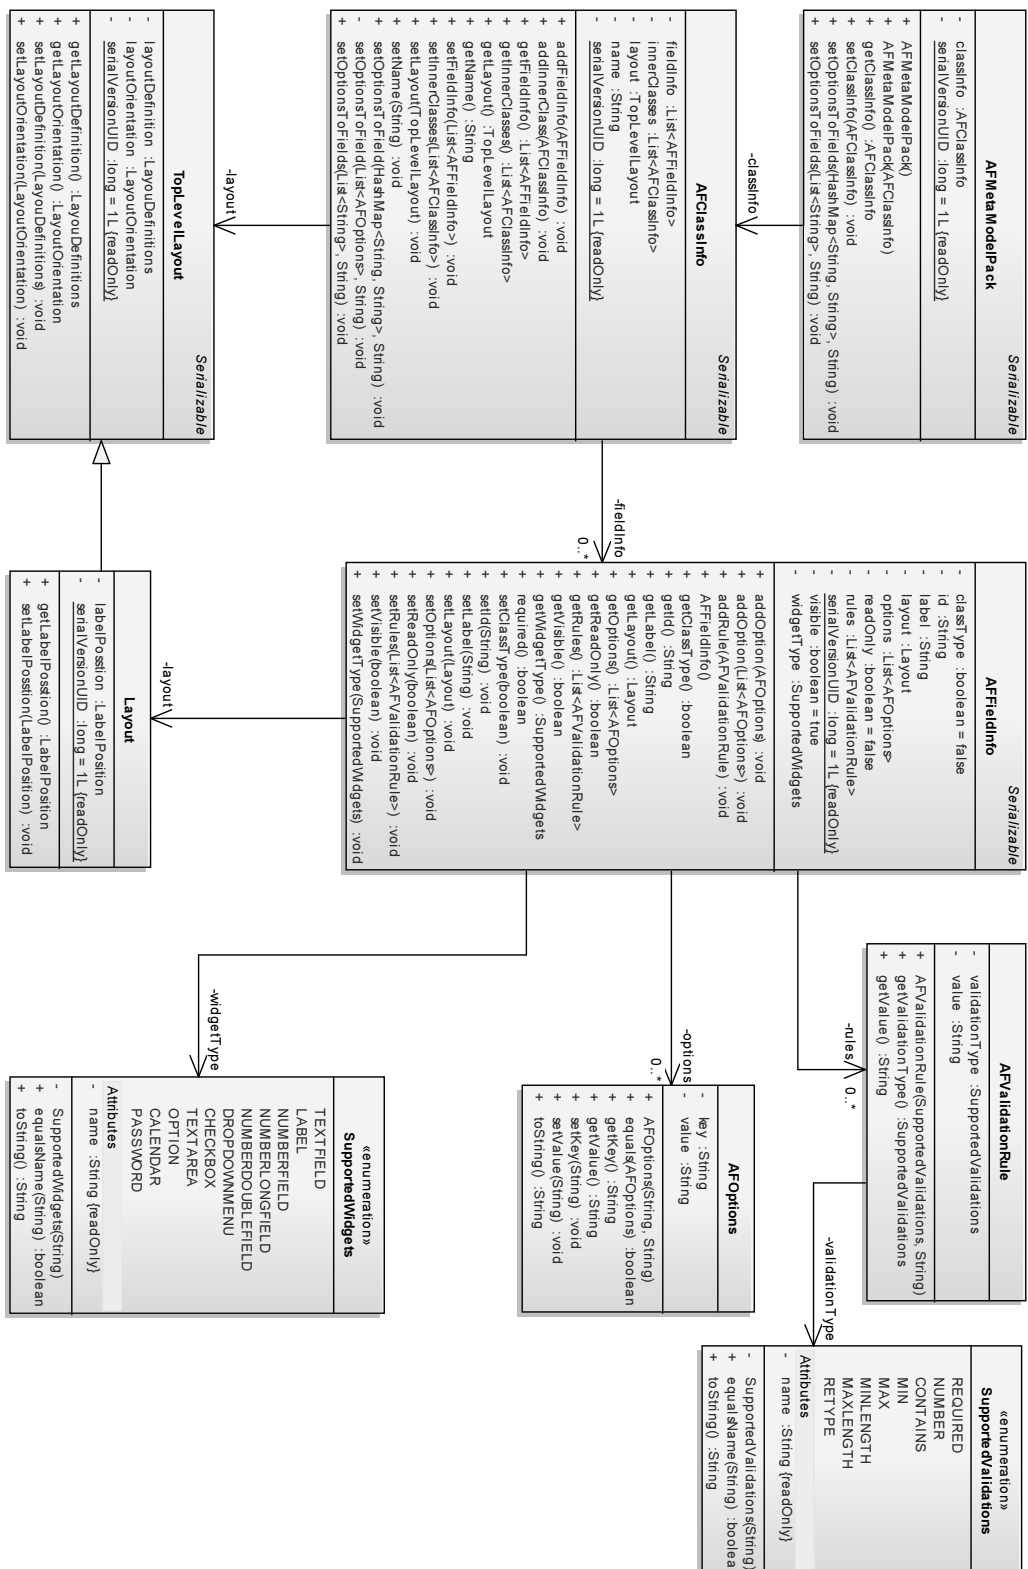 Serializable
AFMetaModelPack
- classInfo :AFClassInfo
- serialVersionUID :long = 1L {readOnly}
+ AFMetaModelPack()
+ AFMetaModelPack(AFClassInfo)
+ getClassInfo() :AFClassInfo
+ setClassInfo(AFClassInfo) :void
+ setOptionsToFields(HashMap<String, String>, String) :void
+ setOptionsToFields(List<String>, String) :void
-classInfo
Serializable
AFClassInfo
- fieldInfo :List<AFFieldInfo>
- innerClasses :List<AFClassInfo>
- layout :TopLevelLayout
- name :String
- serialVersionUID :long = 1L {readOnly}
+ addFieldInfo(AFFieldInfo) :void
+ addInnerClass(AFClassInfo) :void
+ getFieldInfo() :List<AFFieldInfo>
+ getInnerClasses() :List<AFClassInfo>
+ getLayout() :TopLevelLayout
+ getName() :String
+ setFieldInfo(List<AFFieldInfo>) :void
+ setInnerClasses(List<AFClassInfo>) :void
+ setLayout(TopLevelLayout) :void
+ setName(String) :void
+ setOptionsToField(HashMap<String, String>, String) :void
- setOptionsToField(List<AFOptions>, String) :void
+ setOptionsToFields(List<String>, String) :void
-layout
Serializable
TopLevelLayout
- layoutDefinition :LayouDefinitions
- layoutOrientation :LayoutOrientation
- serialVersionUID :long = 1L {readOnly}
+ getLayoutDefinition() :LayouDefinitions
+ getLayoutOrientation() :LayoutOrientation
+ setLayoutDefinition(LayouDefinitions) :void
+ setLayoutOrientation(LayoutOrientation) :void
-fieldInfo
0..*
Serializable
AFFieldInfo
- classType :boolean = false
- id :String
- label :String
- layout :Layout
- options :List<AFOptions>
- readOnly :boolean = false
- rules :List<AFValidationRule>
- serialVersionUID :long = 1L {readOnly}
- visible :boolean = true
- widgetType :SupportedWidgets
+ addOption(AFOptions) :void
+ addOption(List<AFOptions>) :void
+ addRule(AFValidationRule) :void
+ AFFieldInfo()
+ getClassType() :boolean
+ getId() :String
+ getLabel() :String
+ getLayout() :Layout
+ getOptions() :List<AFOptions>
+ getReadOnly() :boolean
+ getRules() :List<AFValidationRule>
+ getVisible() :boolean
+ getWidgetType() :SupportedWidgets
+ required() :boolean
+ setClassType(boolean) :void
+ setId(String) :void
+ setLabel(String) :void
+ setLayout(Layout) :void
+ setOptions(List<AFOptions>) :void
+ setReadOnly(boolean) :void
+ setRules(List<AFValidationRule>) :void
+ setVisible(boolean) :void
+ setWidgetType(SupportedWidgets) :void
-layout
Layout
- labelPosstion :LabelPosition
- serialVersionUID :long = 1L {readOnly}
+ getLabelPosstion() :LabelPosition
+ setLabelPosstion(LabelPosition) :void
AFValidationRule
- validationType :SupportedValidations
- value :String
+ AFValidationRule(SupportedValidations, String)
+ getValidationType() :SupportedValidations
+ getValue() :String
-rules
0..*
-options
0..*
AFOptions
- key :String
- value :String
+ AFOptions(String, String)
+ equals(AFOptions) :boolean
+ getKey() :String
+ getValue() :String
+ setKey(String) :void
+ setValue(String) :void
+ toString() :String
-widgetType
«enumeration»
SupportedWidgets
TEXTFIELD
LABEL
NUMBERFIELD
NUMBERLONGFIELD
NUMBERDOUBLEFIELD
DROPDOWNMENU
CHECKBOX
TEXTAREA
OPTION
CALENDAR
PASSWORD
Attributes
- name :String {readOnly}
- SupportedWidgets(String)
+ equalsName(String) :boolean
+ toString() :String
-validationType
«enumeration»
SupportedValidations
REQUIRED
NUMBER
CONTAINS
MIN
MAX
MINLENGTH
MAXLENGTH
RETYPE
Attributes
- name :String {readOnly}
- SupportedValidations(String)
+ equalsName(String) :boolea
+ toString() :String